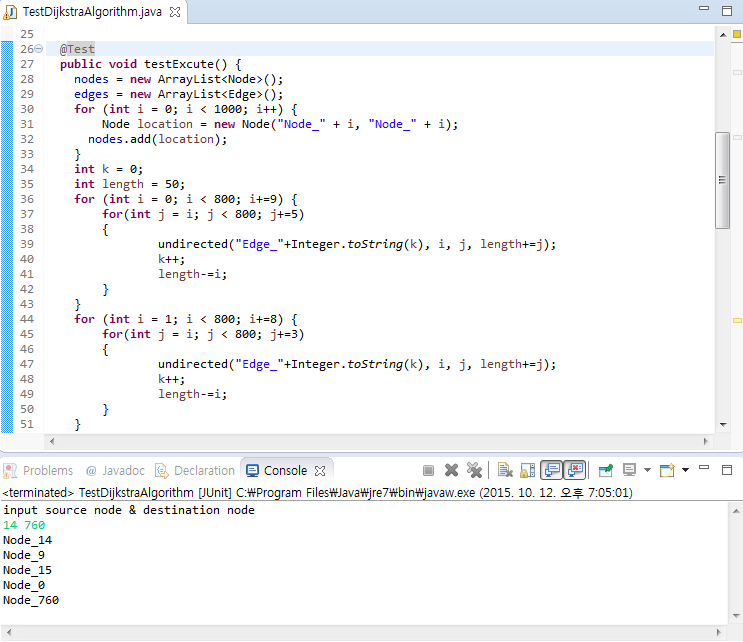 TestDijkstraAlgorithm.java
25
26 @Test
27 public void testExcute() {
28 nodes = new ArrayList<Node>();
29 edges = new ArrayList<Edge>();
30 for (int i = 0; i < 1000; i++) {
31 Node location = new Node("Node_" + i, "Node_" + i);
32 nodes.add(location);
33 }
34 int k = 0;
35 int length = 50;
36 for (int i = 0; i < 800; i+=9) {
37 for(int j = i; j < 800; j+=5)
38 {
39 undirected("Edge_"+Integer.toString(k), i, j, length+=j);
40 k++;
41 length-=i;
42 }
43 }
44 for (int i = 1; i < 800; i+=8) {
45 for(int j = i; j < 800; j+=3)
46 {
47 undirected("Edge_"+Integer.toString(k), i, j, length+=j);
48 k++;
49 length-=i;
50 }
51 }
Problems @ Javadoc Declaration Console
<terminated> TestDijkstraAlgorithm [JUnit] C:₩Program Files₩Java₩jre7₩bin₩javaw.exe (2015. 10. 12. 오후 7:05:01)
input source node & destination node
14 760
Node_14
Node_9
Node_15
Node_0
Node_760